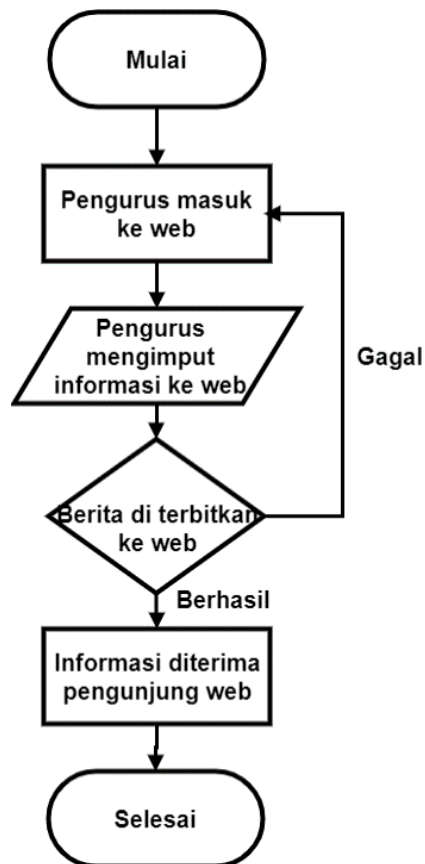 Mulai
Pengurus masuk
ke web
Pengurus
mengimput
informasi ke web
Gagal
Berita di terbitkan
ke web
Berhasil
Informasi diterima
pengunjung web
Selesai